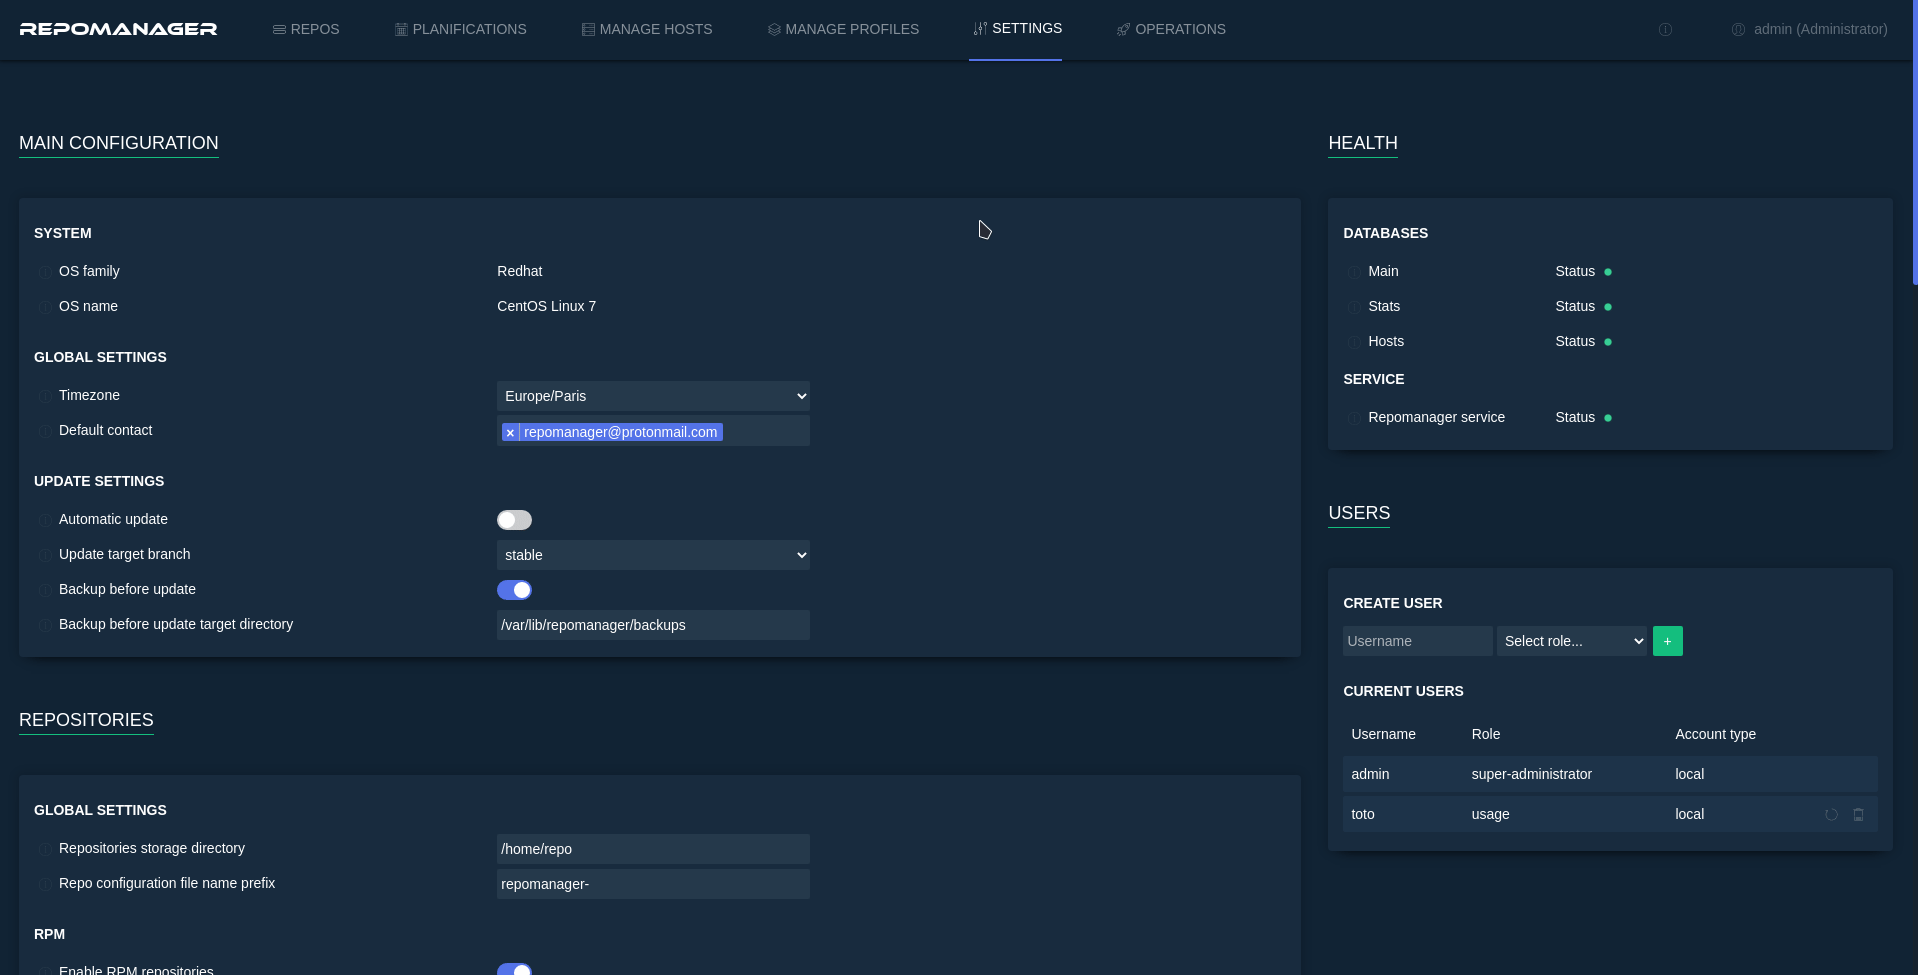 REPOMANAGER REPOS PLANIFICATIONS MANAGE HOSTS MANAGE PROFILES SETTINGS OPERATIONS admin (Administrator)
MAIN CONFIGURATION
SYSTEM
OS family Redhat
OS name CentOS Linux 7
GLOBAL SETTINGS
Timezone Europe/Paris
Default contact × repomanager@protonmail.com
UPDATE SETTINGS
Automatic update
Update target branch stable
Backup before update
Backup before update target directory /var/lib/repomanager/backups
REPOSITORIES
GLOBAL SETTINGS
Repositories storage directory /home/repo
Repo configuration file name prefix repomanager-
RPM
Enable RPM repositories
HEALTH
DATABASES
Main Status
Stats Status
Hosts Status
SERVICE
Repomanager service Status
USERS
CREATE USER
Username Select role... +
CURRENT USERS
Username Role Account type
admin super-administrator local
toto usage local